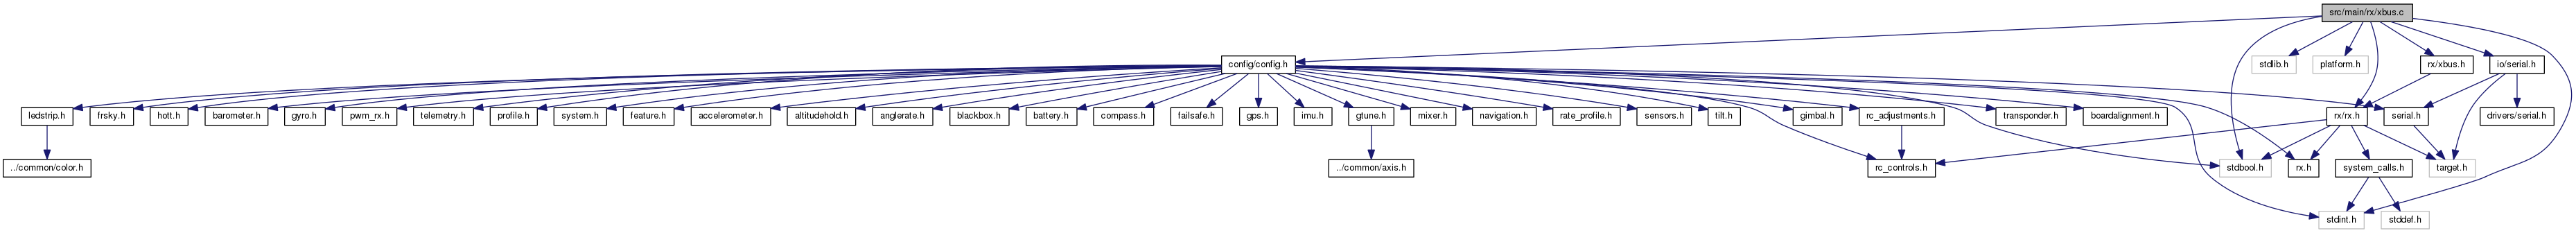 src/main/rx/xbus.c
config/config.h
stdlib.h
platform.h
rx/xbus.h
io/serial.h
ledstrip.h
frsky.h
hott.h
barometer.h
gyro.h
pwm_rx.h
telemetry.h
profile.h
system.h
feature.h
accelerometer.h
altitudehold.h
anglerate.h
blackbox.h
battery.h
compass.h
failsafe.h
gps.h
imu.h
gtune.h
mixer.h
navigation.h
rate_profile.h
sensors.h
tilt.h
gimbal.h
rc_adjustments.h
transponder.h
boardalignment.h
rx/rx.h
serial.h
drivers/serial.h
../common/color.h
../common/axis.h
rc_controls.h
stdbool.h
rx.h
system_calls.h
target.h
stdint.h
stddef.h